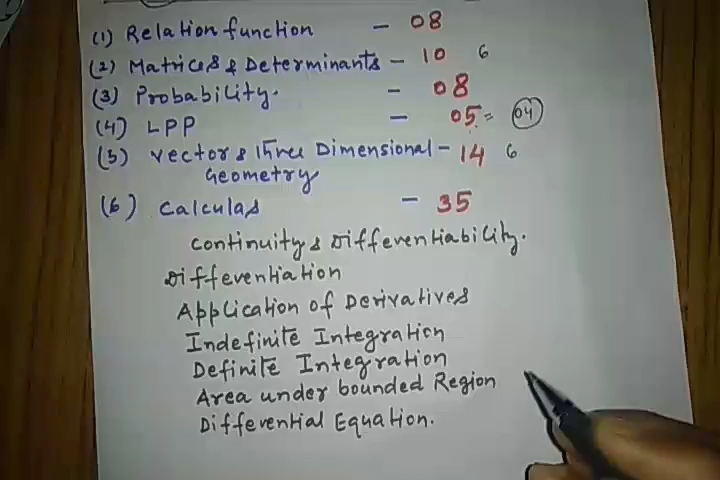 (1) Relation function - 08
(2) Matrices & Determinants - 10 6
(3) Probability. - 08
(4) LPP - 05= 04
(5) Vector & Three Dimensional - 14 6
Geometry
(6) Calculas - 35
Continuity & Differentiability.
Differentiation
Application of Derivatives
Indefinite Integration
Definite Integration
Area under bounded Region
Differential Equation.